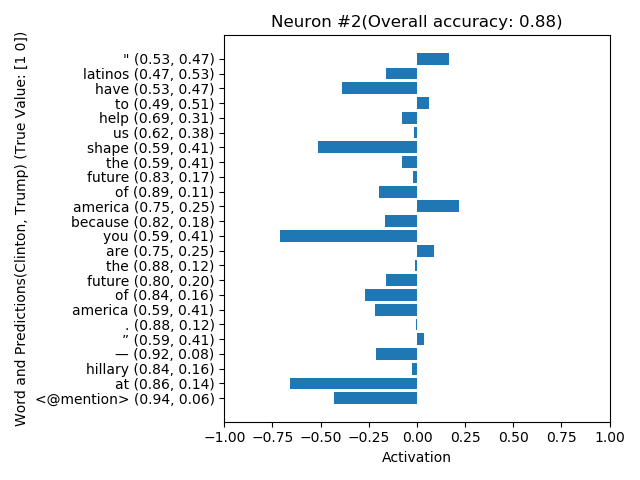 Neuron #2(Overall accuracy: 0.88)
Word and Predictions(Clinton, Trump) (True Value: [1 0])
" (0.53, 0.47)
latinos (0.47, 0.53)
have (0.53, 0.47)
to (0.49, 0.51)
help (0.69, 0.31)
us (0.62, 0.38)
shape (0.59, 0.41)
the (0.59, 0.41)
future (0.83, 0.17)
of (0.89, 0.11)
america (0.75, 0.25)
because (0.82, 0.18)
you (0.59, 0.41)
are (0.75, 0.25)
the (0.88, 0.12)
future (0.80, 0.20)
of (0.84, 0.16)
america (0.59, 0.41)
. (0.88, 0.12)
” (0.59, 0.41)
— (0.92, 0.08)
hillary (0.84, 0.16)
at (0.86, 0.14)
<@mention> (0.94, 0.06)
−1.00 −0.75 −0.50 −0.25 0.00 0.25 0.50 0.75 1.00
Activation